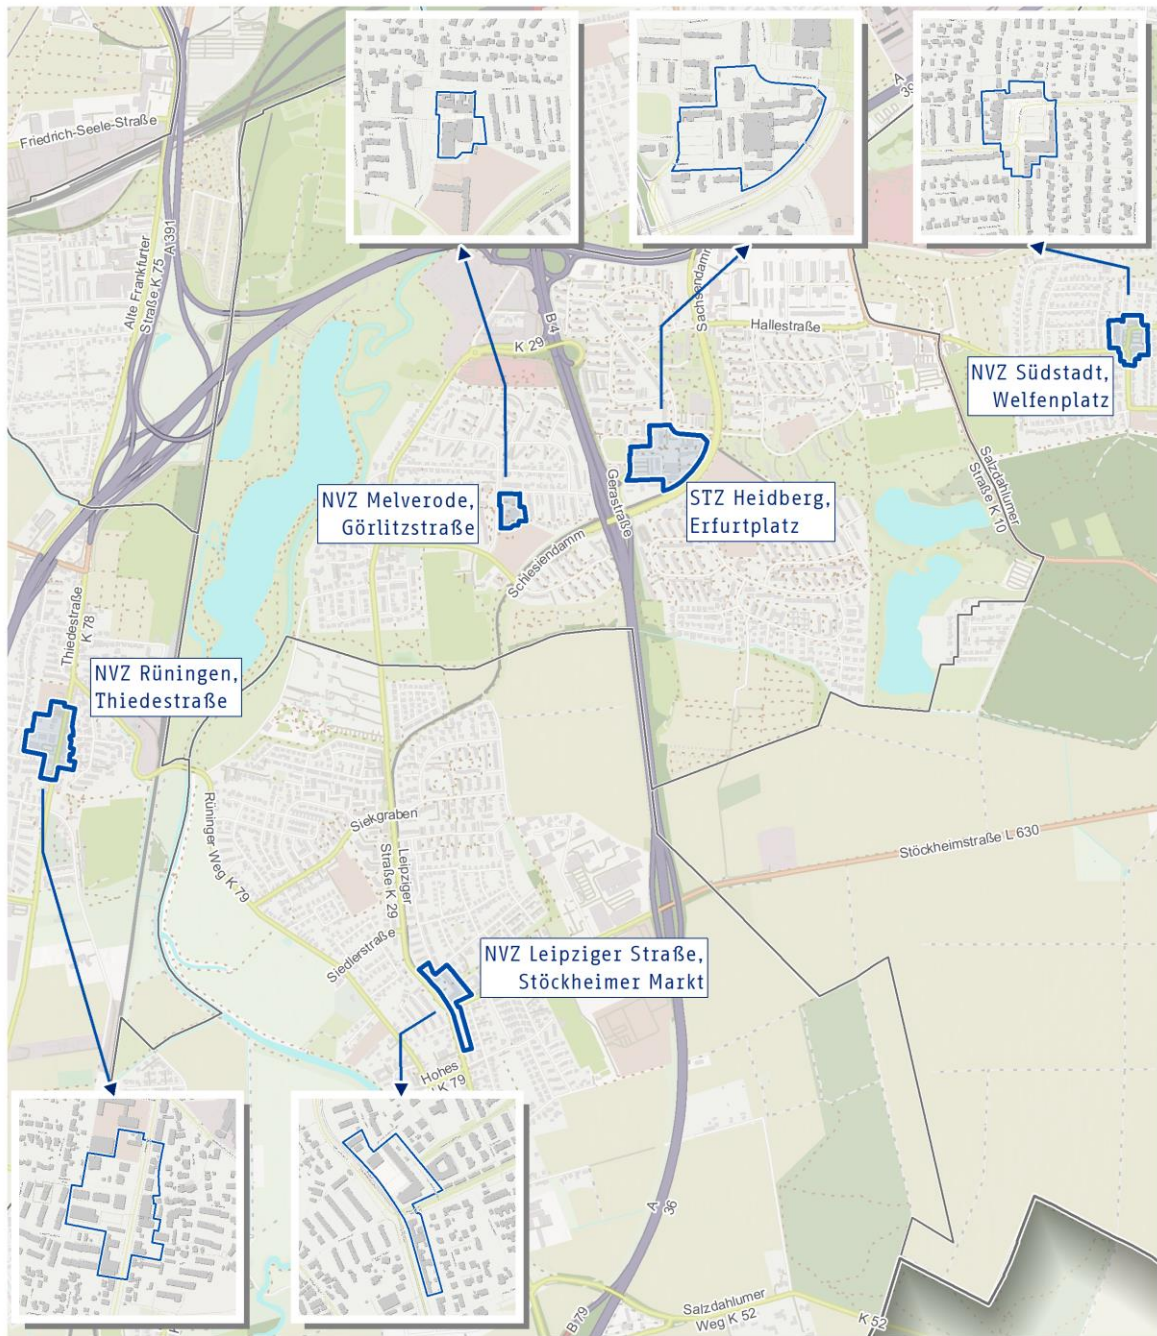 Friedrich-Seele-Straße
A 391
Alte Frankfurter
Straße K 75
A
39
Sachsendamm
Hallestraße
B 4
K 29
NVZ Südstadt,
Welfenplatz
NVZ Melverode,
Görlitzstraße
STZ Heidberg,
Erfurtplatz
Gerastraße
Salzdahlumer
Straße K 10
Schlesiendamm
Thiedestraße
K 78
NVZ Rüningen,
Thiedestraße
Rüninger Weg K 79
Siekgraben
Leipziger
Straße K 29
Stöckheimstraße L 630
Siedlerstraße
NVZ Leipziger Straße,
Stöckheimer Markt
Hohes
K 79
A
36
B 79
Salzdahlumer
Weg K 52
K 52